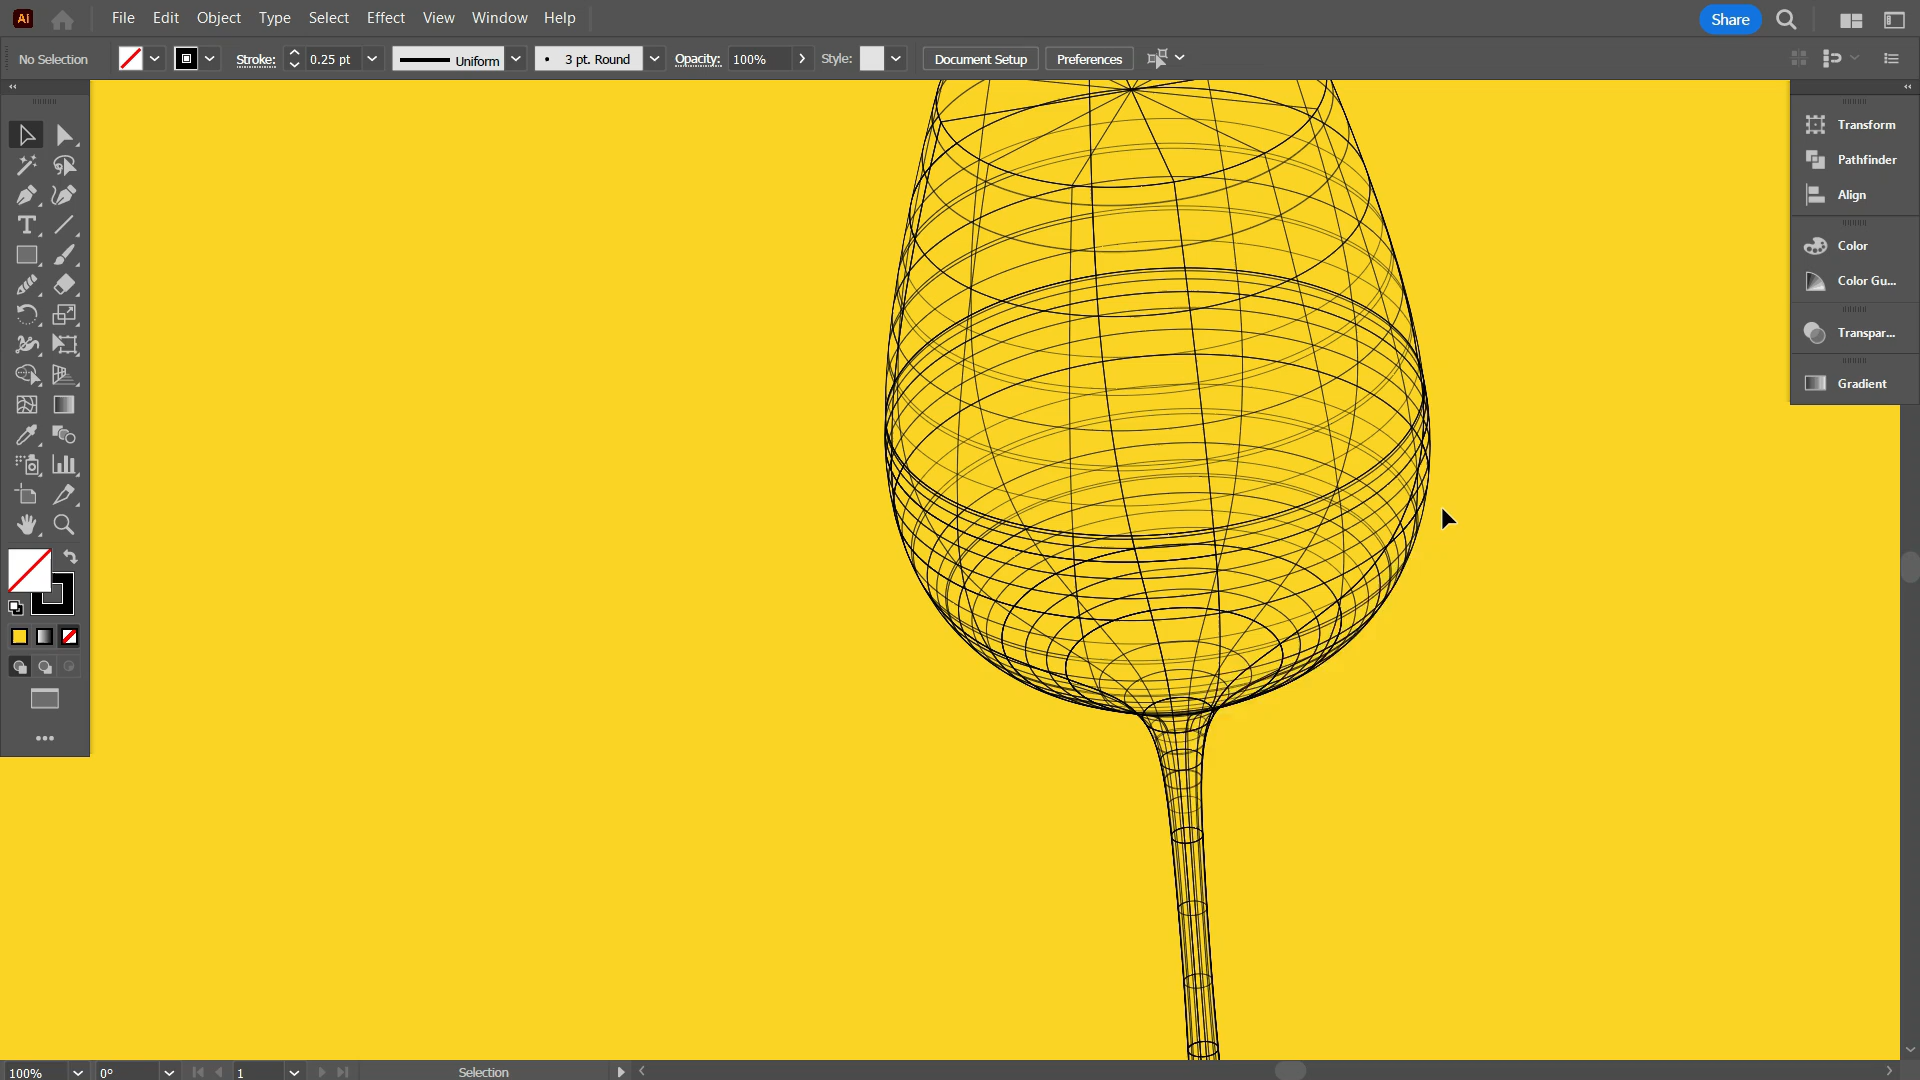 Ai File Edit Object Type Select Effect View Window Help Share
No Selection Stroke: 0.25 pt Uniform 3 pt. Round Opacity: 100% Style: Document Setup Preferences
Transform
Pathfinder
Align
Color
Color Gu...
Transpar...
Gradient
100% 0° 1 Selection